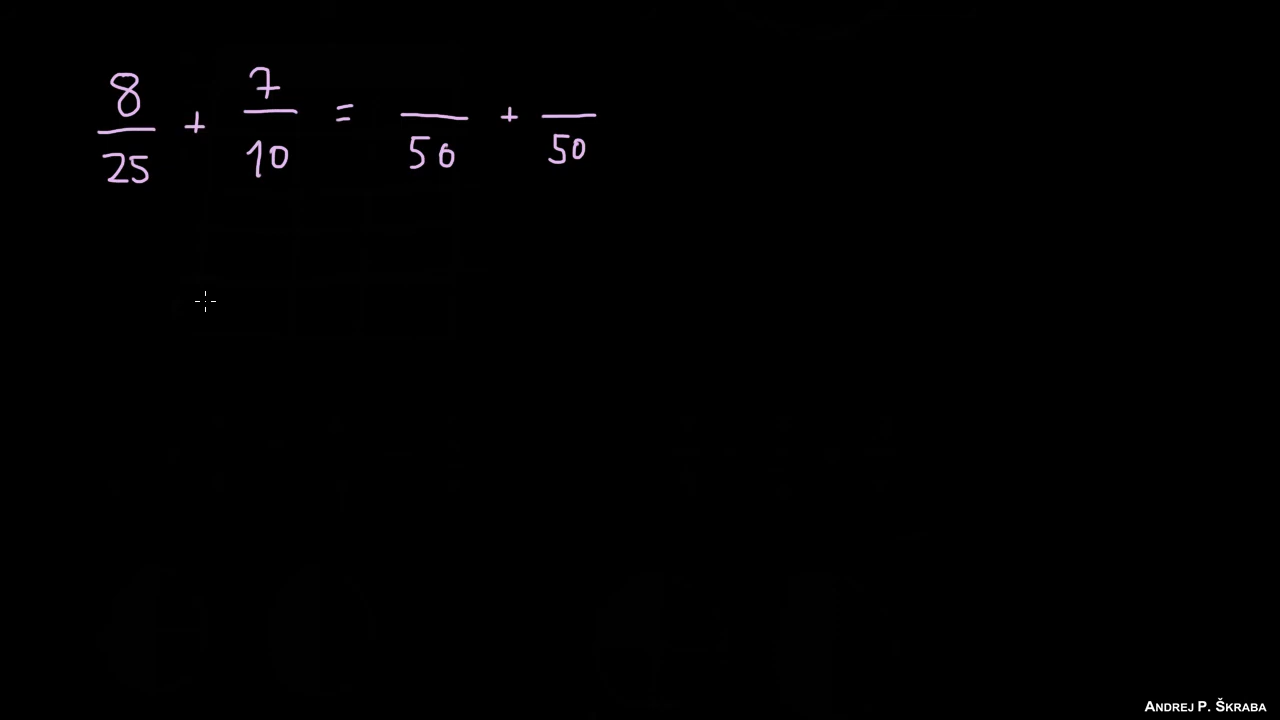 8/25 + 7/10 = /50 + /50
ANDREJ P. ŠKRABA